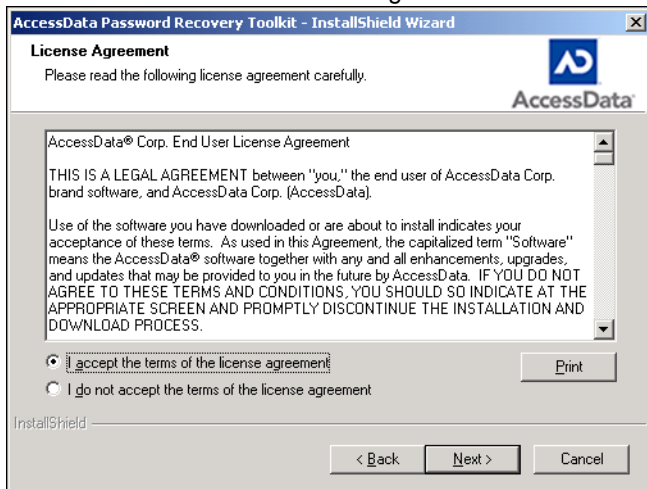 AccessData Password Recovery Toolkit - InstallShield Wizard
License Agreement
Please read the following license agreement carefully.
AccessData
AccessData® Corp. End User License Agreement
THIS IS A LEGAL AGREEMENT between "you," the end user of AccessData Corp.
brand software, and AccessData Corp. (AccessData).
Use of the software you have downloaded or are about to install indicates your
acceptance of these terms. As used in this Agreement, the capitalized term "Software"
means the AccessData® software together with any and all enhancements, upgrades,
and updates that may be provided to you in the future by AccessData. IF YOU DO NOT
AGREE TO THESE TERMS AND CONDITIONS, YOU SHOULD SO INDICATE AT THE
APPROPRIATE SCREEN AND PROMPTLY DISCONTINUE THE INSTALLATION AND
DOWNLOAD PROCESS.
I accept the terms of the license agreement
Print
I do not accept the terms of the license agreement
InstallShield
< Back
Next >
Cancel